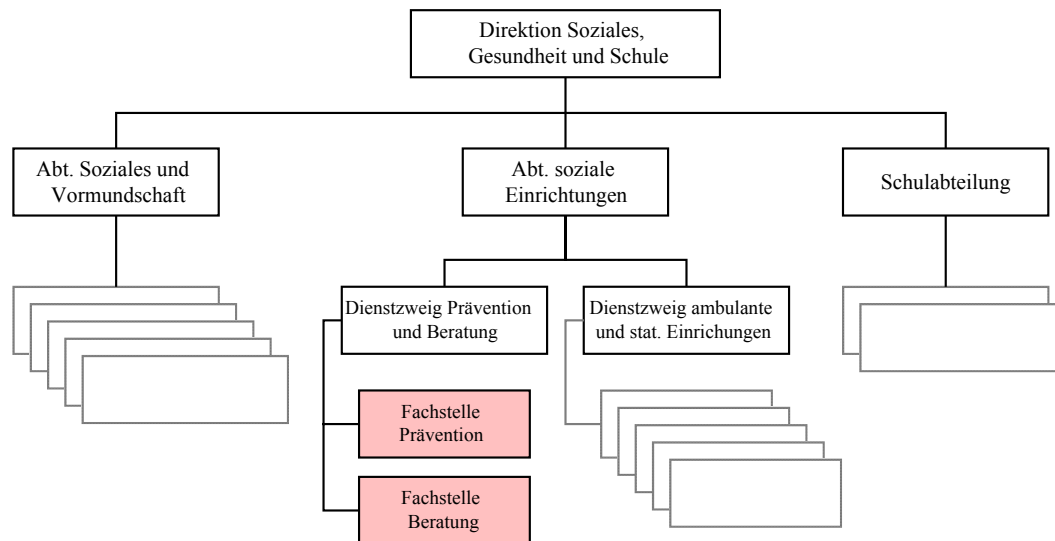 Direktion Soziales,
Gesundheit und Schule
Abt. Soziales und
Vormundschaft
Abt. soziale
Einrichtungen
Schulabteilung
Dienstzweig Prävention
und Beratung
Dienstzweig ambulante
und stat. Einrichungen
Fachstelle
Prävention
Fachstelle
Beratung